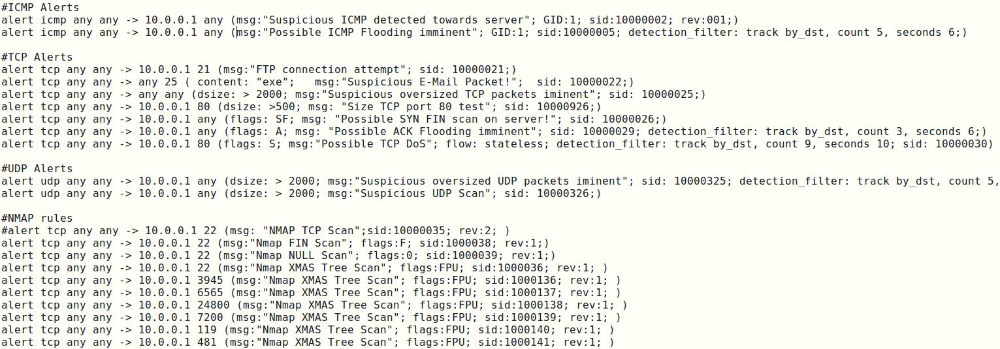 #ICMP Alerts
alert icmp any any -> 10.0.0.1 any (msg:"Suspicious ICMP detected towards server"; GID:1; sid:10000002; rev:001;)
alert icmp any any -> 10.0.0.1 any (msg:"Possible ICMP Flooding imminent"; GID:1; sid:10000005; detection_filter: track by_dst, count 5, seconds 6;)
#TCP Alerts
alert tcp any any -> 10.0.0.1 21 (msg:"FTP connection attempt"; sid: 10000021;)
alert tcp any any -> any 25 ( content: "exe";   msg:"Suspicious E-Mail Packet!";  sid: 10000022;)
alert tcp any any -> any any (dsize: > 2000; msg:"Suspicious oversized TCP packets iminent"; sid: 10000025;)
alert tcp any any -> 10.0.0.1 80 (dsize: >500; msg: "Size TCP port 80 test"; sid: 10000926;)
alert tcp any any -> 10.0.0.1 any (flags: SF; msg: "Possible SYN FIN scan on server!"; sid: 10000026;)
alert tcp any any -> 10.0.0.1 any (flags: A; msg: "Possible ACK Flooding imminent"; sid: 10000029; detection_filter: track by_dst, count 3, seconds 6;)
alert tcp any any -> 10.0.0.1 80 (flags: S; msg:"Possible TCP DoS"; flow: stateless; detection_filter: track by_dst, count 9, seconds 10; sid: 10000030)
#UDP Alerts
alert udp any any -> 10.0.0.1 any (dsize: > 2000; msg:"Suspicious oversized UDP packets iminent"; sid: 10000325; detection_filter: track by_dst, count 5,
alert udp any any -> 10.0.0.1 any (dsize: > 2000; msg:"Suspicious UDP Scan"; sid: 10000326;)
#NMAP rules
#alert tcp any any -> 10.0.0.1 22 (msg: "NMAP TCP Scan";sid:10000035; rev:2; )
alert tcp any any -> 10.0.0.1 22 (msg:"Nmap FIN Scan"; flags:F; sid:1000038; rev:1;)
alert tcp any any -> 10.0.0.1 22 (msg:"Nmap NULL Scan"; flags:0; sid:1000039; rev:1;)
alert tcp any any -> 10.0.0.1 22 (msg:"Nmap XMAS Tree Scan"; flags:FPU; sid:1000036; rev:1; )
alert tcp any any -> 10.0.0.1 3945 (msg:"Nmap XMAS Tree Scan"; flags:FPU; sid:1000136; rev:1; )
alert tcp any any -> 10.0.0.1 6565 (msg:"Nmap XMAS Tree Scan"; flags:FPU; sid:1000137; rev:1; )
alert tcp any any -> 10.0.0.1 24800 (msg:"Nmap XMAS Tree Scan"; flags:FPU; sid:1000138; rev:1; )
alert tcp any any -> 10.0.0.1 7200 (msg:"Nmap XMAS Tree Scan"; flags:FPU; sid:1000139; rev:1; )
alert tcp any any -> 10.0.0.1 119 (msg:"Nmap XMAS Tree Scan"; flags:FPU; sid:1000140; rev:1; )
alert tcp any any -> 10.0.0.1 481 (msg:"Nmap XMAS Tree Scan"; flags:FPU; sid:1000141; rev:1; )